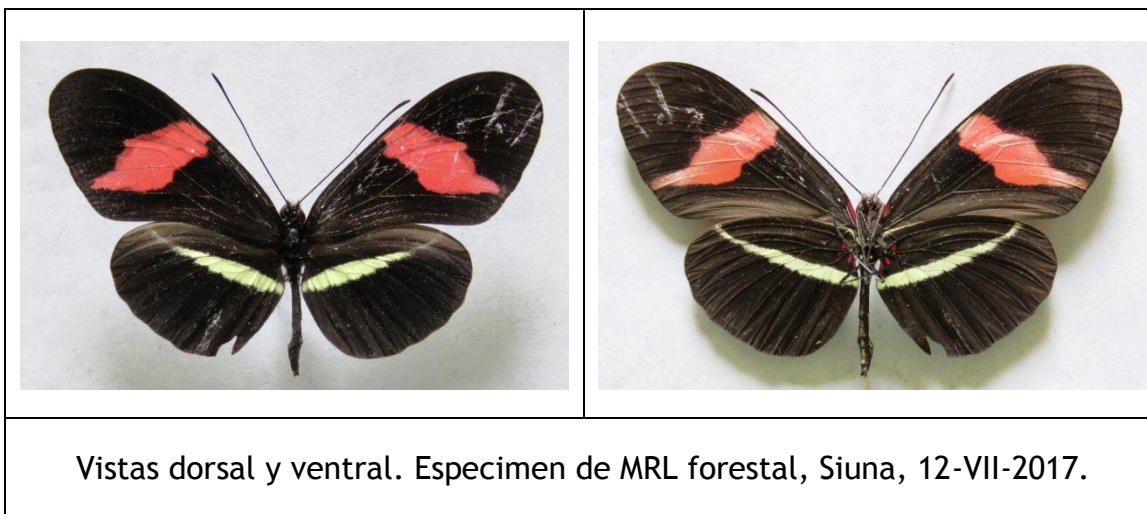 Vistas dorsal y ventral. Especimen de MRL forestal, Siuna, 12-VII-2017.